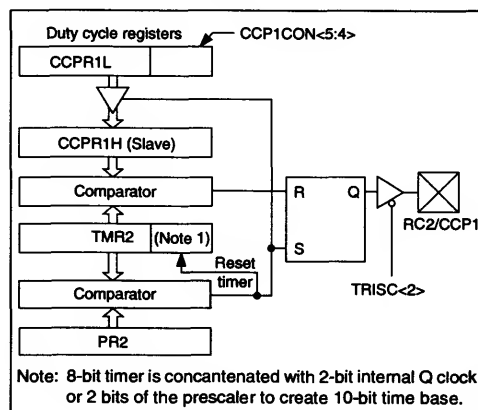 Duty cycle registers
CCP1CON<5:4>
CCPR1L
CCPR1H (Slave)
Comparator
R
Q
RC2/CCP1
TMR2
(Note 1)
S
Reset
timer
TRISC<2>
Comparator
PR2
Note: 8-bit timer is concantenated with 2-bit internal Q clock
or 2 bits of the prescaler to create 10-bit time base.